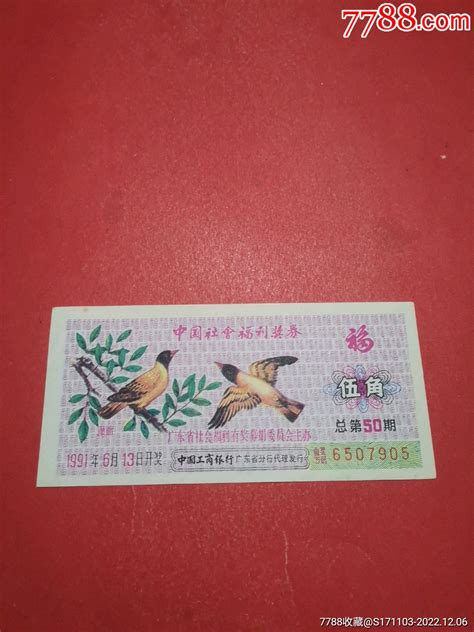 7788.com
中国社會福利奖券
福
伍角
总第50期
广东省社会福利有奖募捐委员会主办
1991年6月13日开奖
中国工商银行广东省分行代理发行
6507905
7788收藏@S171103-2022.12.06